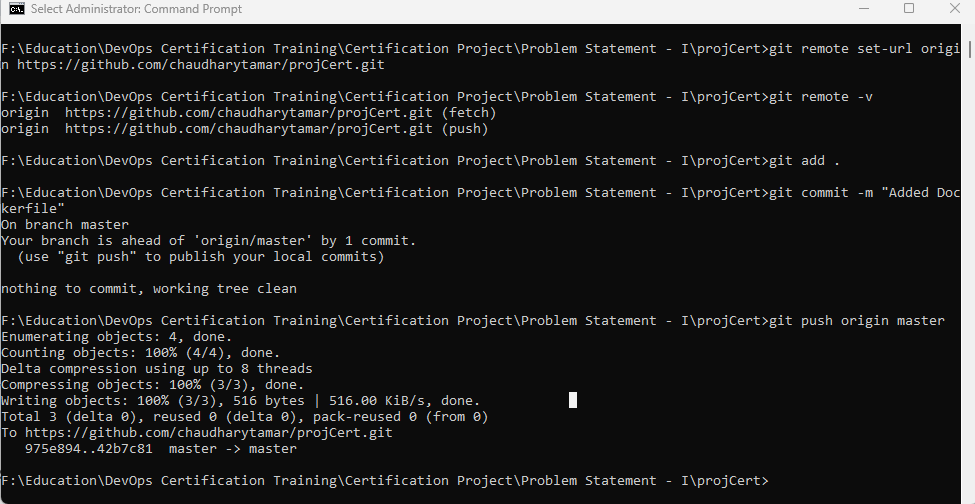 Select Administrator: Command Prompt
F:\Education\DevOps Certification Training\Certification Project\Problem Statement - I\projCert>git remote set-url origi
n https://github.com/chaudharytamar/projCert.git
F:\Education\DevOps Certification Training\Certification Project\Problem Statement - I\projCert>git remote -v
origin  https://github.com/chaudharytamar/projCert.git (fetch)
origin  https://github.com/chaudharytamar/projCert.git (push)
F:\Education\DevOps Certification Training\Certification Project\Problem Statement - I\projCert>git add .
F:\Education\DevOps Certification Training\Certification Project\Problem Statement - I\projCert>git commit -m "Added Doc
kerfile"
On branch master
Your branch is ahead of 'origin/master' by 1 commit.
  (use "git push" to publish your local commits)
nothing to commit, working tree clean
F:\Education\DevOps Certification Training\Certification Project\Problem Statement - I\projCert>git push origin master
Enumerating objects: 4, done.
Counting objects: 100% (4/4), done.
Delta compression using up to 8 threads
Compressing objects: 100% (3/3), done.
Writing objects: 100% (3/3), 516 bytes | 516.00 KiB/s, done.
Total 3 (delta 0), reused 0 (delta 0), pack-reused 0 (from 0)
To https://github.com/chaudharytamar/projCert.git
   975e894..42b7c81  master -> master
F:\Education\DevOps Certification Training\Certification Project\Problem Statement - I\projCert>